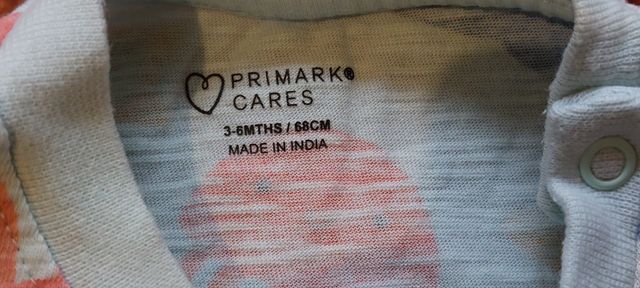 PRIMARK®
CARES
3-6MTHS / 68CM
MADE IN INDIA